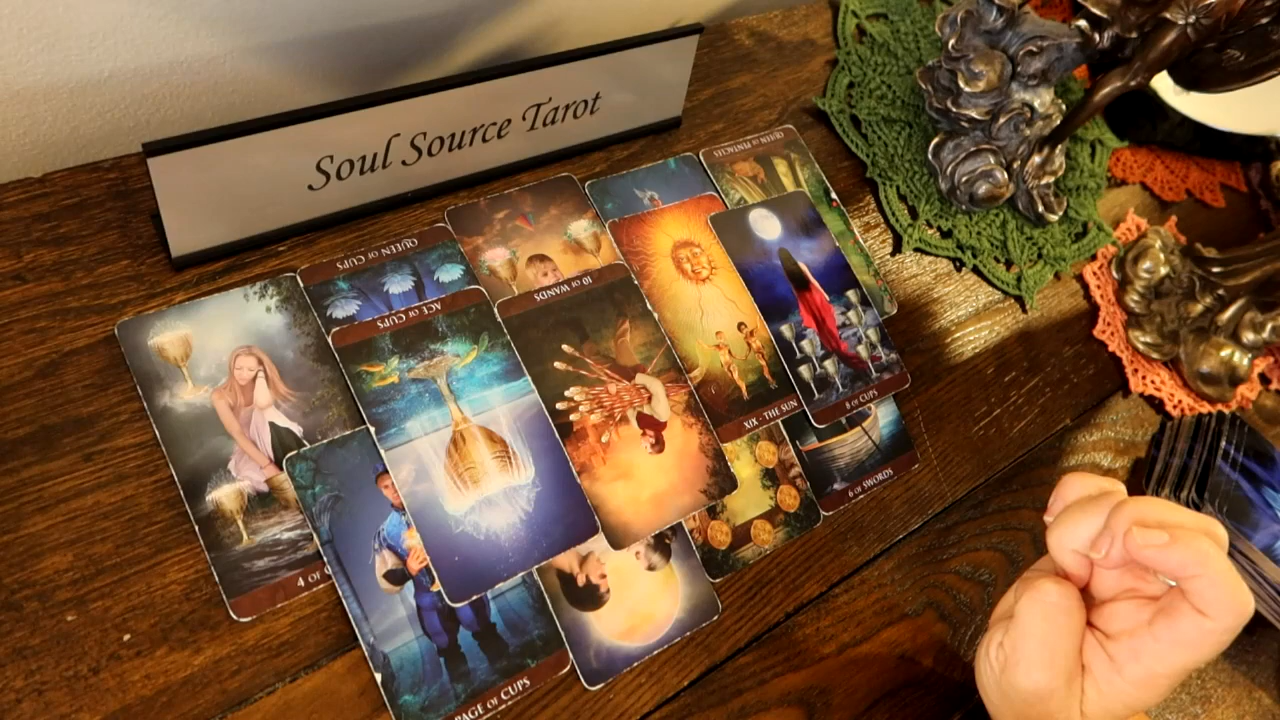 Soul Source Tarot
QUEEN OF PENTACLES
QUEEN OF CUPS
10 OF WANDS
ACE OF CUPS
XIX • THE SUN
8 OF CUPS
6 OF SWORDS
4 OF
PAGE OF CUPS